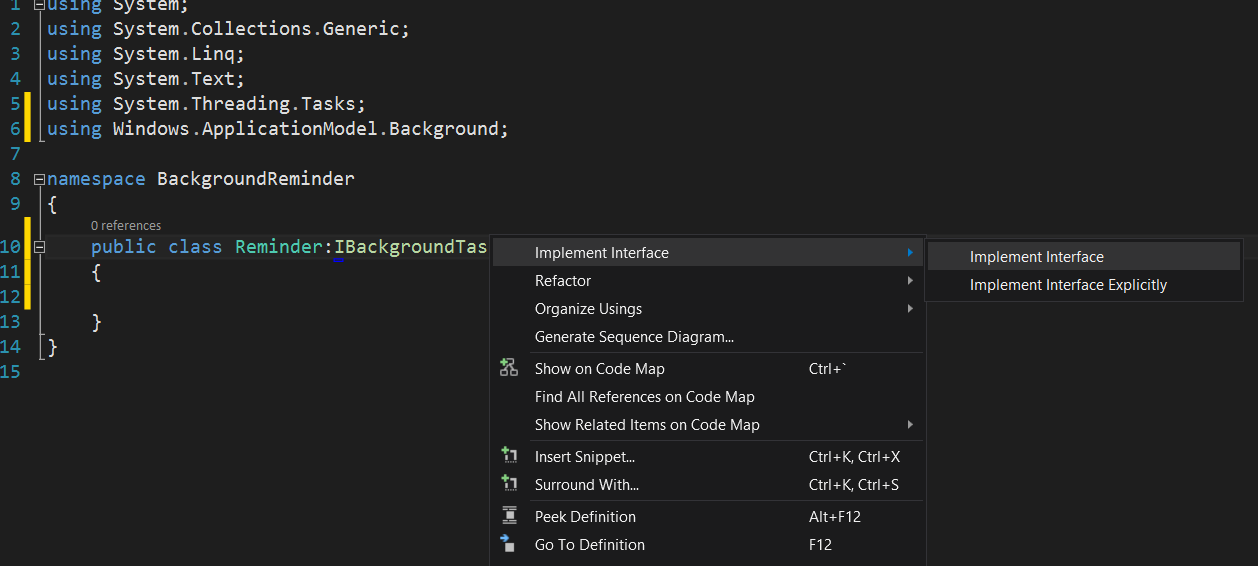 1 using System;
2 using System.Collections.Generic;
3 using System.Linq;
4 using System.Text;
5 using System.Threading.Tasks;
6 using Windows.ApplicationModel.Background;
7
8 namespace BackgroundReminder
9 {
0 references
10 public class Reminder:IBackgroundTas
11 {
12
13 }
14 }
15
Implement Interface
Refactor
Organize Usings
Generate Sequence Diagram...
Show on Code Map Ctrl+`
Find All References on Code Map
Show Related Items on Code Map
Insert Snippet... Ctrl+K, Ctrl+X
Surround With... Ctrl+K, Ctrl+S
Peek Definition Alt+F12
Go To Definition F12
Implement Interface
Implement Interface Explicitly